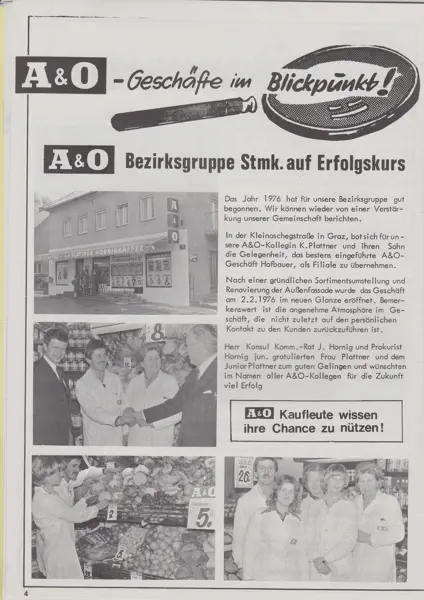 A&O - Geschäfte im Blickpunkt!
A&O Bezirksgruppe Stmk. auf Erfolgskurs
Das Jahr 1976 hat für unsere Bezirksgruppe gut
begonnen. Wir können wieder von einer Verstär-
kung unserer Gemeinschaft berichten.
In der Kleinoschegstraße in Graz, bot sich für un-
sere A&O-Kollegin K. Plattner und ihren Sohn
die Gelegenheit, das bestens eingeführte A&O-
Geschäft Hofbauer, als Filiale zu übernehmen.
Nach einer gründlichen Sortimentsumstellung und
Renovierung der Außenfassade wurde das Geschäft
am 2.2.1976 im neuen Glanze eröffnet. Bemer-
kenswert ist die angenehme Atmosphäre im Ge-
schäft, die nicht zuletzt auf den persönlichen
Kontakt zu den Kunden zurückzuführen ist.
Herr Konsul Komm.-Rat J. Hornig und Prokurist
Hornig jun. gratulierten Frau Plattner und dem
Junior Plattner zum guten Gelingen und wünschten
im Namen aller A&O-Kollegen für die Zukunft
viel Erfolg
A&O Kaufleute wissen
ihre Chance zu nützen!
A&O
A&O
5.
26.
4